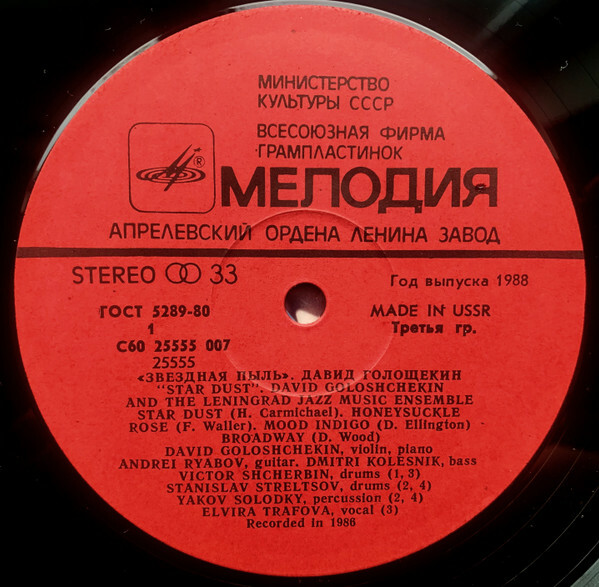 МИНИСТЕРСТВО
КУЛЬТУРЫ СССР
ВСЕСОЮЗНАЯ ФИРМА
ГРАМПЛАСТИНОК
®
МЕЛОДИЯ
АПРЕЛЕВСКИЙ ОРДЕНА ЛЕНИНА ЗАВОД
STEREO 33
Год выпуска 1988
ГОСТ 5289-80
MADE IN USSR
1
Третья гр.
С60 25555 007
25555
«ЗВЕЗДНАЯ ПЫЛЬ». ДАВИД ГОЛОЩЕКИН
"STAR DUST". DAVID GOLOSHCHEKIN
AND THE LENINGRAD JAZZ MUSIC ENSEMBLE
STAR DUST (H. Carmichael). HONEYSUCKLE
ROSE (F. Waller). MOOD INDIGO (D. Ellington)
BROADWAY (D. Wood)
DAVID GOLOSHCHEKIN, violin, piano
ANDREI RYABOV, guitar. DMITRI KOLESNIK, bass
VICTOR SHCHERBIN, drums (1, 3)
STANISLAV STRELTSOV, drums (2, 4)
YAKOV SOLODKY, percussion (2, 4)
ELVIRA TRAFOVA, vocal (3)
Recorded in 1986